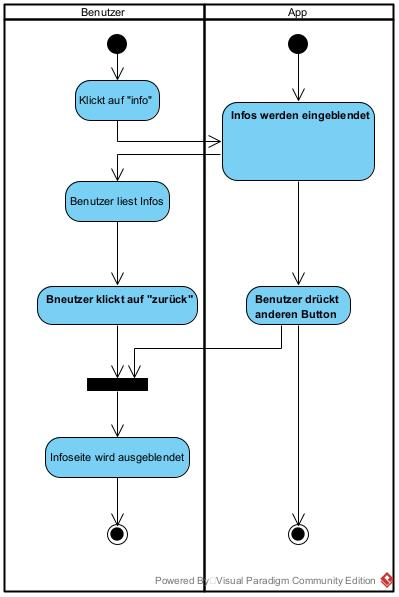 Benutzer
App
Klickt auf "info"
Infos werden eingeblendet
Benutzer liest Infos
Bneutzer klickt auf "zurück"
Benutzer drückt
anderen Button
Infoseite wird ausgeblendet
Powered By Visual Paradigm Community Edition